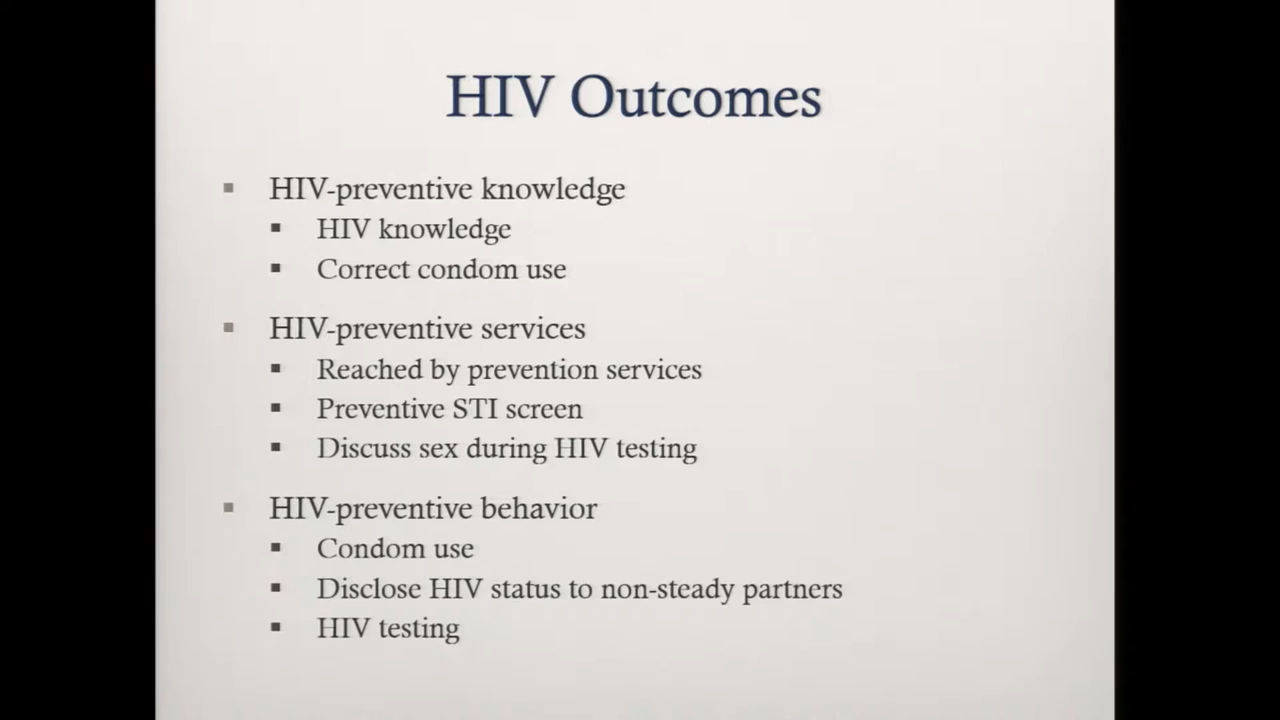 HIV Outcomes
▪ HIV-preventive knowledge
▪ HIV knowledge
▪ Correct condom use
▪ HIV-preventive services
▪ Reached by prevention services
▪ Preventive STI screen
▪ Discuss sex during HIV testing
▪ HIV-preventive behavior
▪ Condom use
▪ Disclose HIV status to non-steady partners
▪ HIV testing